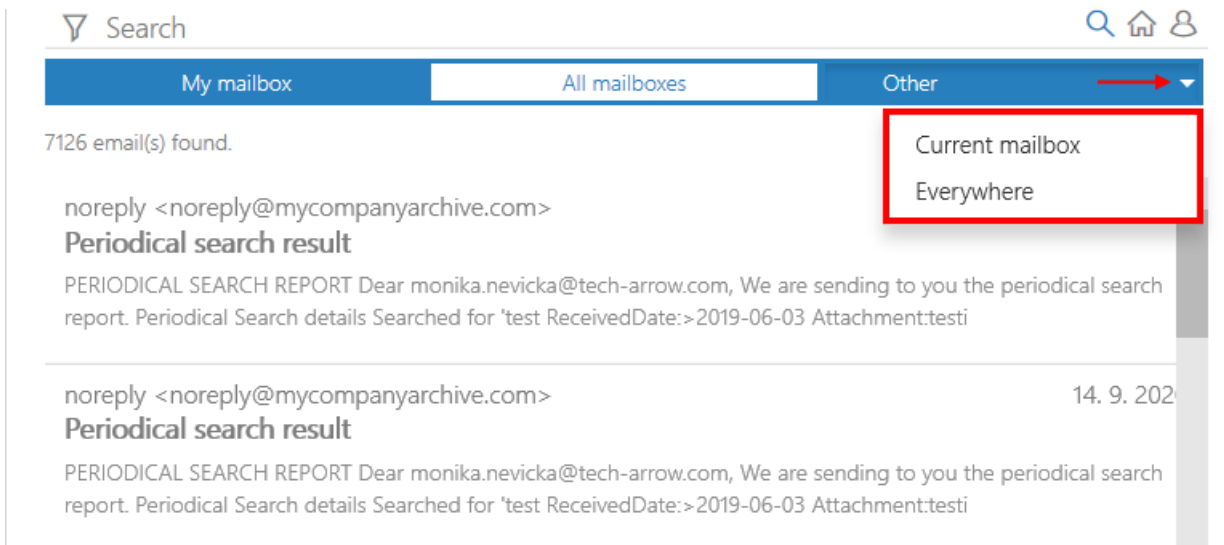 Search
My mailbox All mailboxes Other
7126 email(s) found.
Current mailbox
Everywhere
noreply <noreply@mycompanyarchive.com>
Periodical search result
PERIODICAL SEARCH REPORT Dear monika.nevicka@tech-arrow.com, We are sending to you the periodical search
report. Periodical Search details Searched for 'test ReceivedDate:>2019-06-03 Attachment:testi
noreply <noreply@mycompanyarchive.com> 14. 9. 202
Periodical search result
PERIODICAL SEARCH REPORT Dear monika.nevicka@tech-arrow.com, We are sending to you the periodical search
report. Periodical Search details Searched for 'test ReceivedDate:>2019-06-03 Attachment:testi